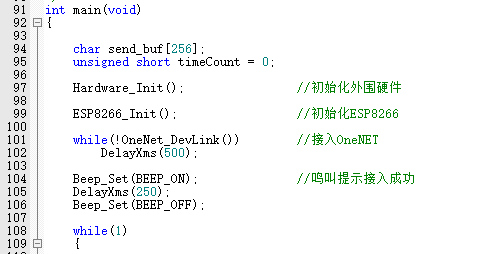 91 int main(void)
92 {
93
94 char send_buf[256];
95 unsigned short timeCount = 0;
96
97 Hardware_Init(); //初始化外围硬件
98
99 ESP8266_Init(); //初始化ESP8266
100
101 while(!OneNet_DevLink()) //接入OneNET
102 DelayXms(500);
103
104 Beep_Set(BEEP_ON); //鸣叫提示接入成功
105 DelayXms(250);
106 Beep_Set(BEEP_OFF);
107
108 while(1)
109 {